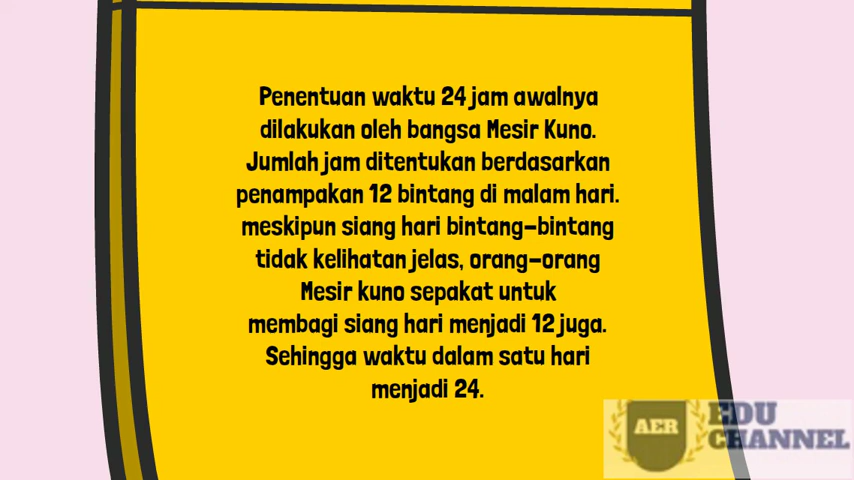 Penentuan waktu 24 jam awalnya
dilakukan oleh bangsa Mesir Kuno.
Jumlah jam ditentukan berdasarkan
penampakan 12 bintang di malam hari.
meskipun siang hari bintang-bintang
tidak kelihatan jelas, orang-orang
Mesir kuno sepakat untuk
membagi siang hari menjadi 12 juga.
Sehingga waktu dalam satu hari
menjadi 24.
AER
EDU
CHANNEL